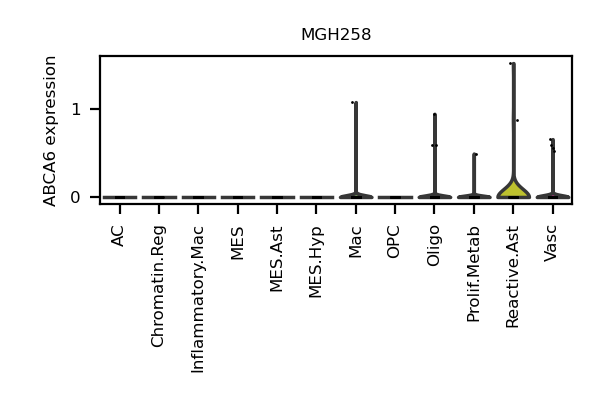 MGH258
ABCA6 expression
1
0
AC
Chromatin.Reg
Inflammatory.Mac
MES
MES.Ast
MES.Hyp
Mac
OPC
Oligo
Prolif.Metab
Reactive.Ast
Vasc